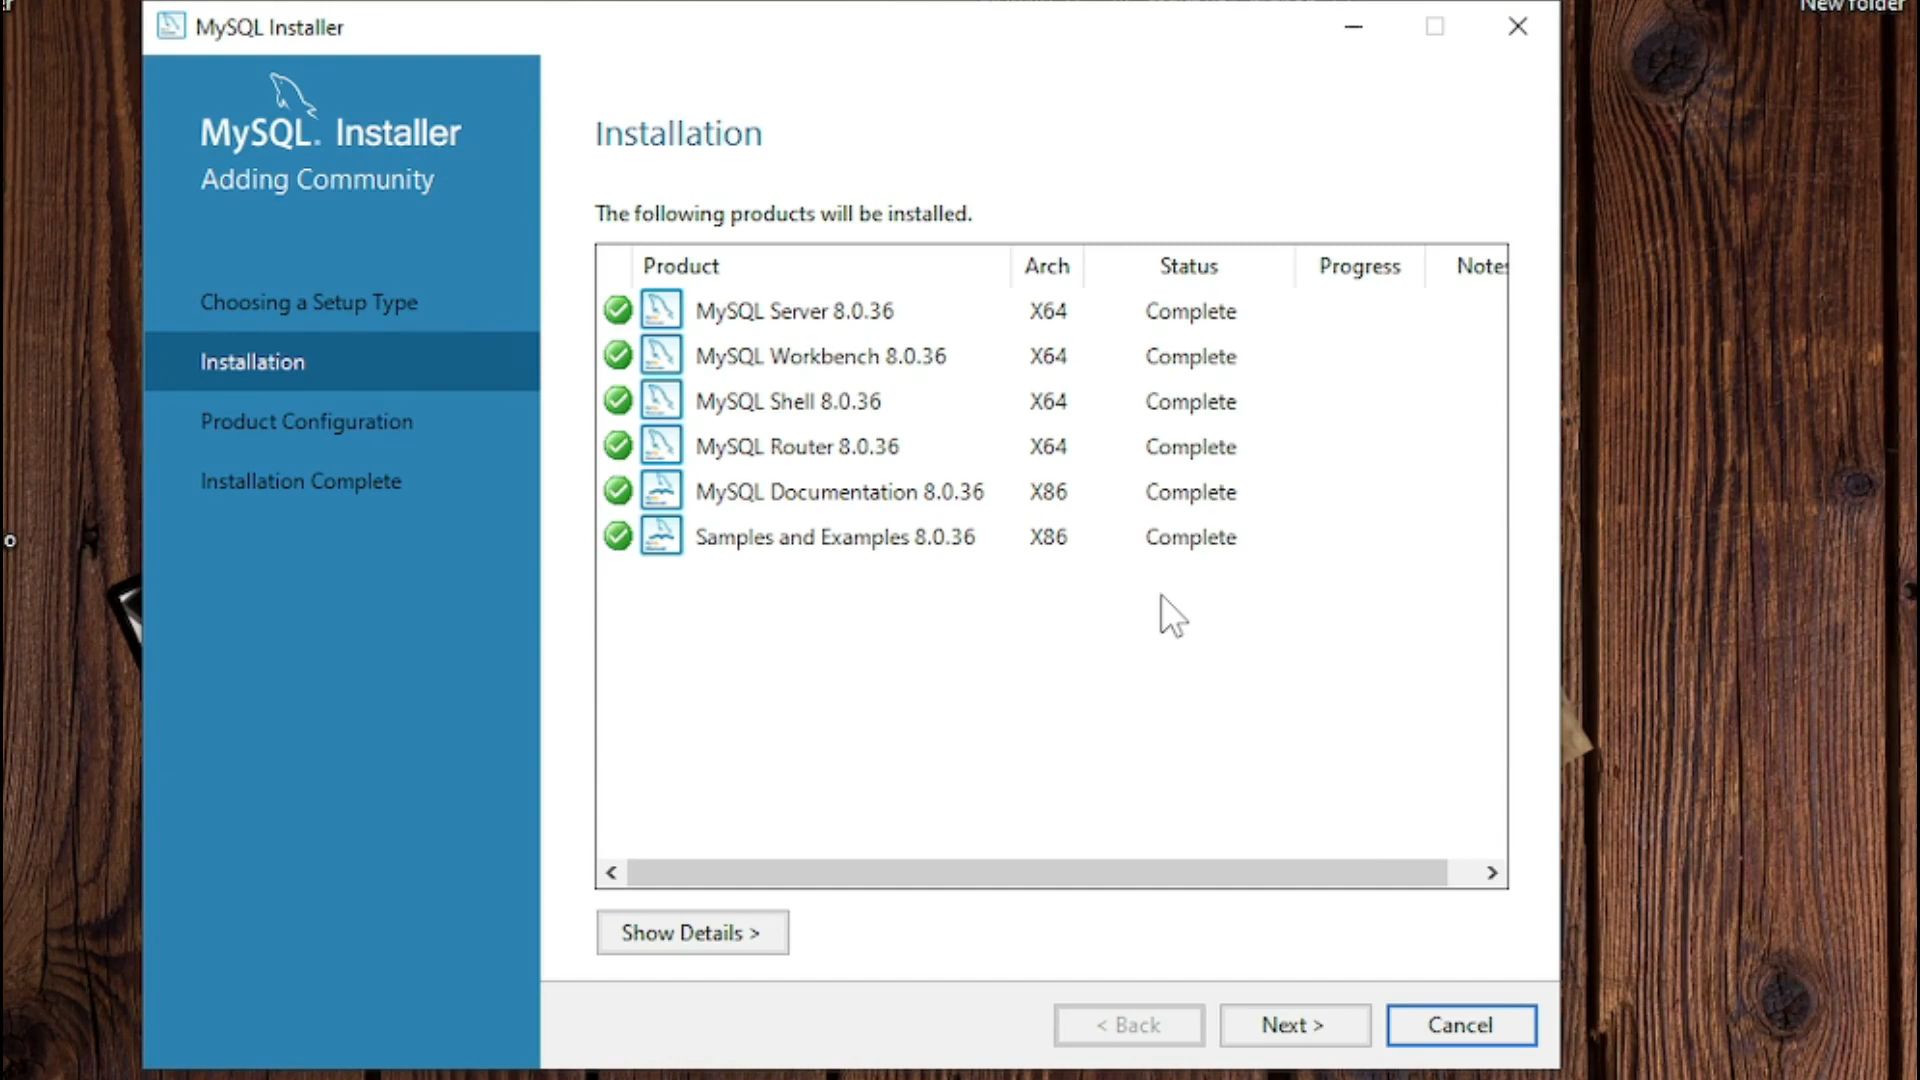 New folder
MySQL Installer
MySQL. Installer
Adding Community
Choosing a Setup Type
Installation
Product Configuration
Installation Complete
Installation
The following products will be installed.
Product Arch Status Progress Notes
MySQL Server 8.0.36 X64 Complete
MySQL Workbench 8.0.36 X64 Complete
MySQL Shell 8.0.36 X64 Complete
MySQL Router 8.0.36 X64 Complete
MySQL Documentation 8.0.36 X86 Complete
Samples and Examples 8.0.36 X86 Complete
o
Show Details >
< Back Next > Cancel